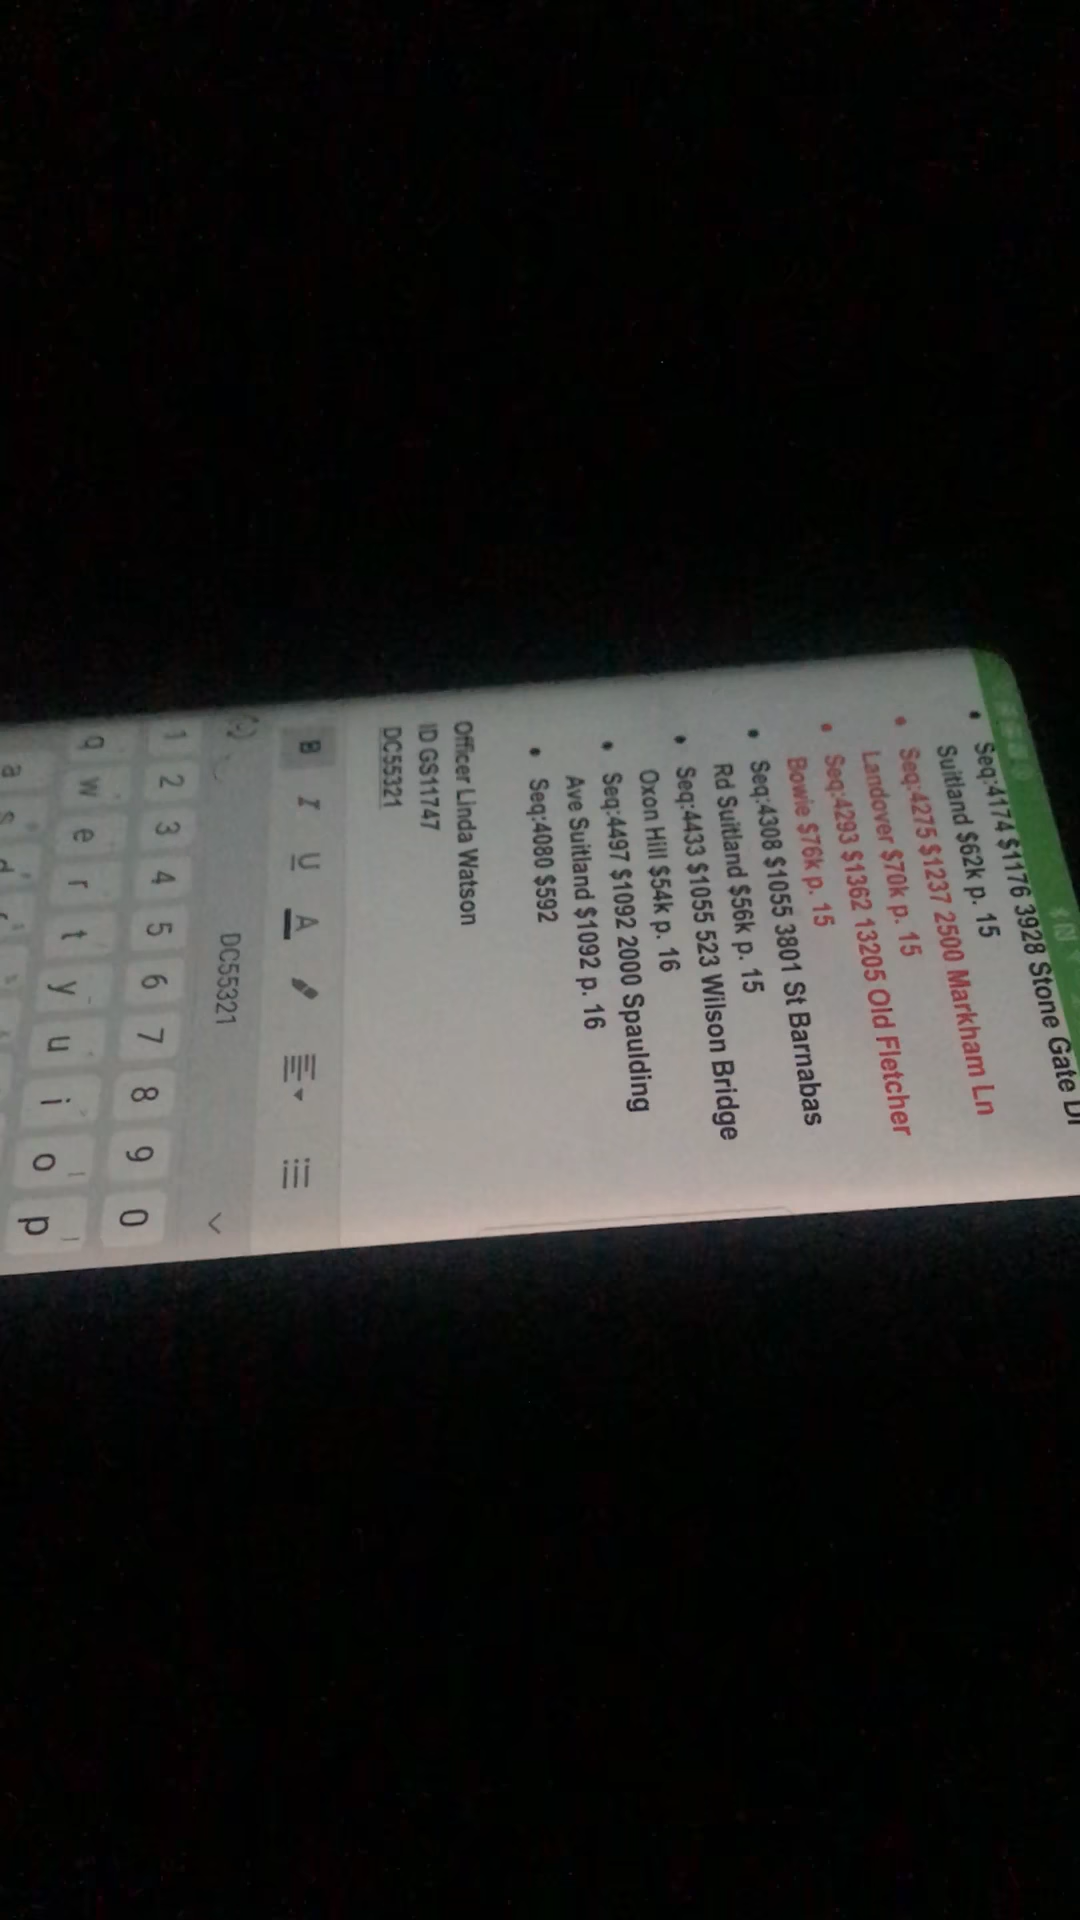 • Seq:4174 $1176 3928 Stone Gate Dr
Suitland $62k p. 15
• Seq:4275 $1237 2500 Markham Ln
Landover $70k p. 15
• Seq:4293 $1362 13205 Old Fletcher
Bowie $76k p. 15
• Seq:4308 $1055 3801 St Barnabas
Rd Suitland $56k p. 15
• Seq:4433 $1055 523 Wilson Bridge
Oxon Hill $54k p. 16
• Seq:4497 $1092 2000 Spaulding
Ave Suitland $1092 p. 16
• Seq:4080 $592
Officer Linda Watson
ID GS11747
DC55321
B I U A
DC55321
1 2 3 4 5 6 7 8 9 0
q w e r t y u i o p
a s d